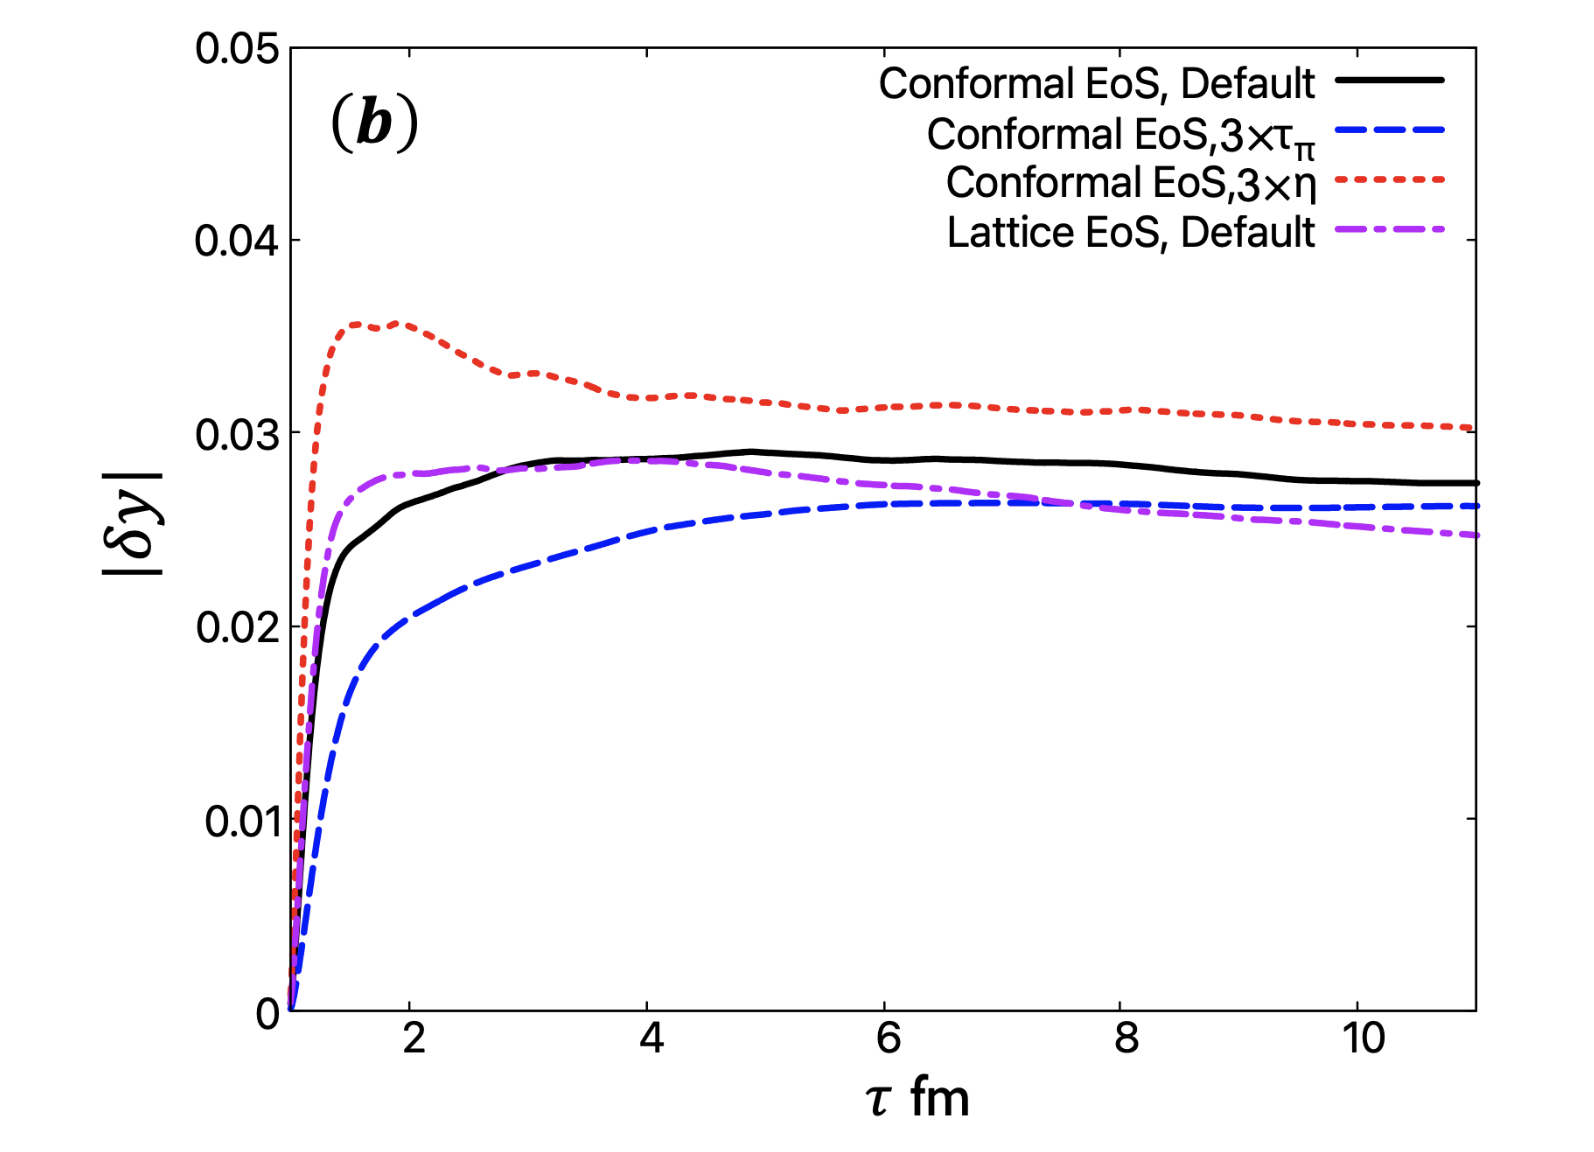 0.05
0.04
0.03
0.02
0.01
0
(b)
Conformal EoS, Default
Conformal EoS,3×τπ
Conformal EoS,3×η
Lattice EoS, Default
|δy|
2 4 6 8 10
τ fm